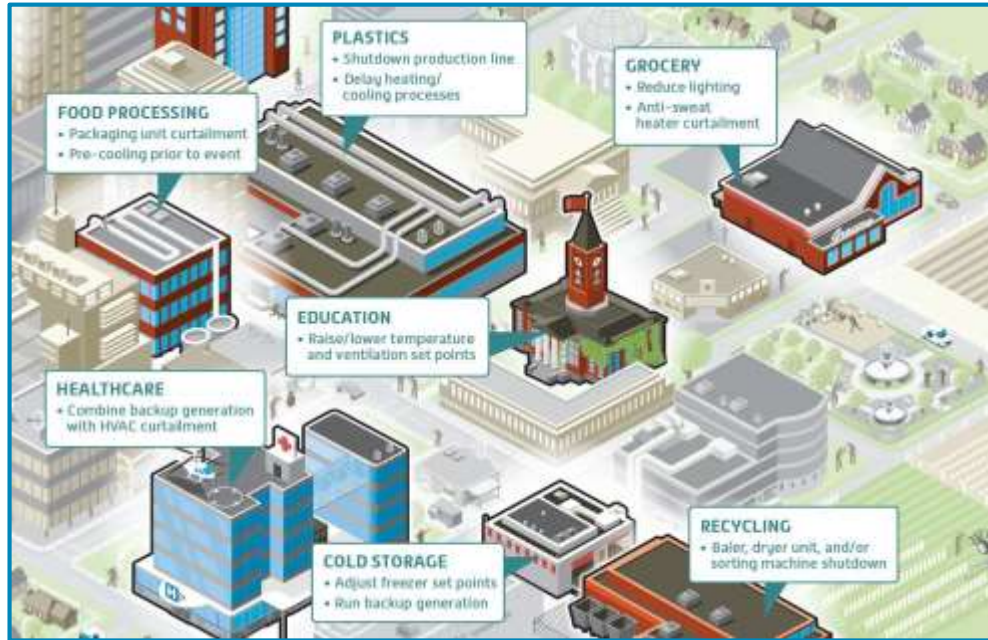 PLASTICS
• Shutdown production line
• Delay heating/
cooling processes
GROCERY
• Reduce lighting
• Anti-sweat
heater curtailment
FOOD PROCESSING
• Packaging unit curtailment
• Pre-cooling prior to event
EDUCATION
• Raise/lower temperature
and ventilation set points
HEALTHCARE
• Combine backup generation
with HVAC curtailment
H
COLD STORAGE
• Adjust freezer set points
• Run backup generation
RECYCLING
• Baler, dryer unit, and/or
sorting machine shutdown